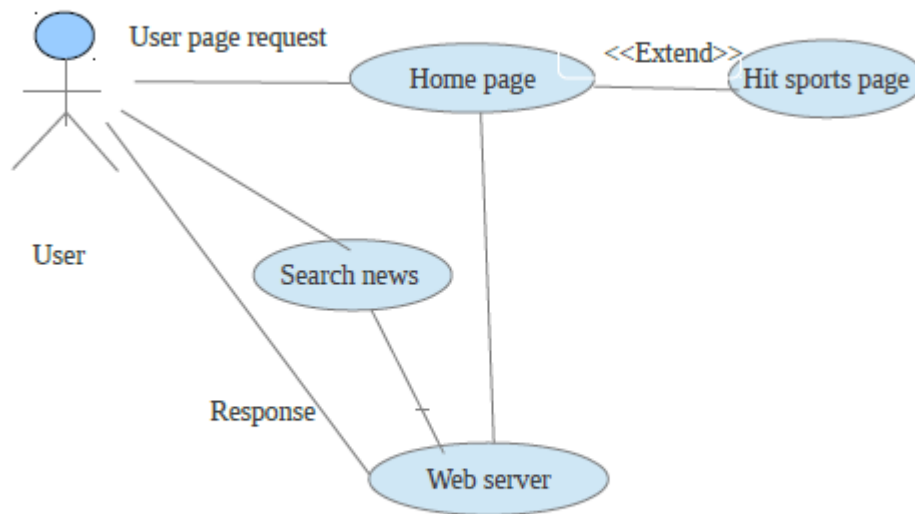 User page request
<<Extend>>
Home page
Hit sports page
User
Search news
Response
Web server